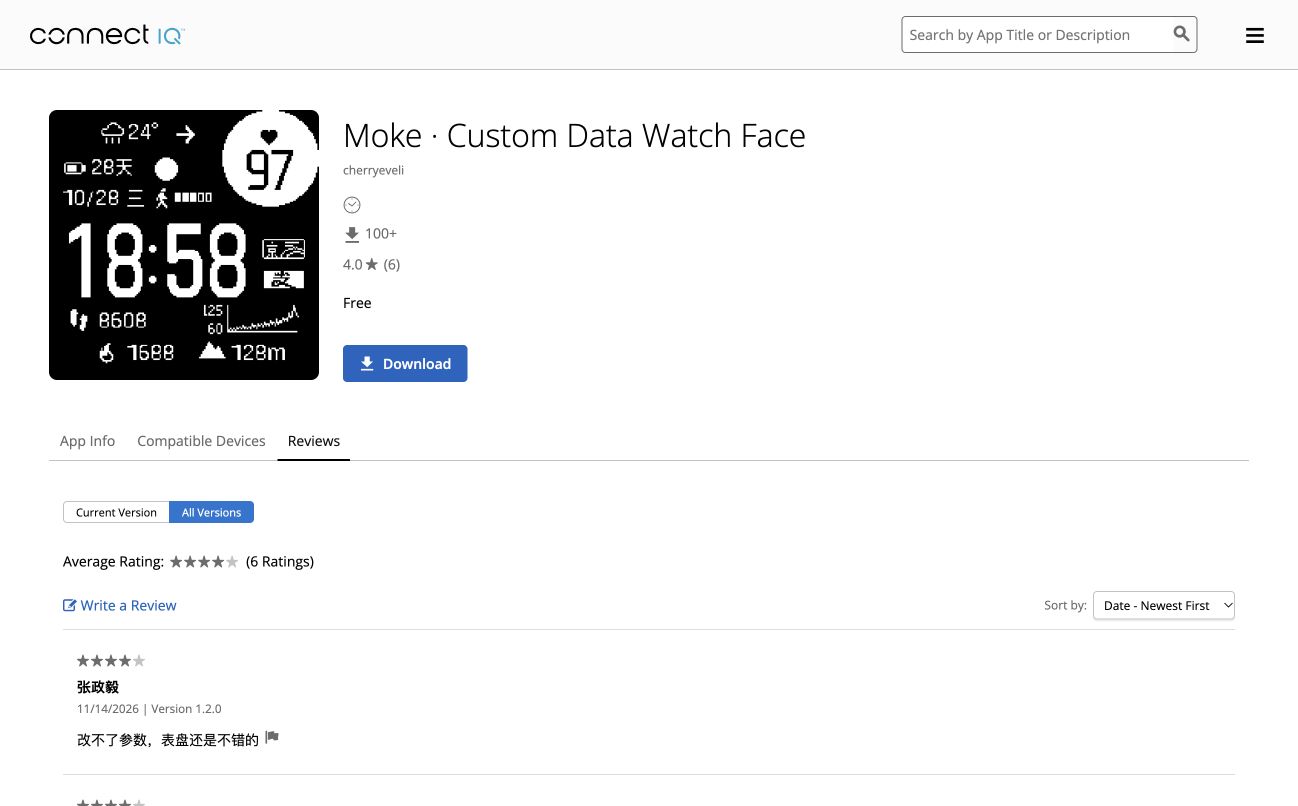 connect IQ™
Search by App Title or Description
24°
97
28天
10/28 三
18:58
京
支
8608
125
60
1688
128m
Moke · Custom Data Watch Face
cherryeveli
100+
4.0★ (6)
Free
Download
App Info
Compatible Devices
Reviews
Current Version
All Versions
Average Rating: ★★★★★ (6 Ratings)
Write a Review
Sort by: Date - Newest First
★★★★★
张政毅
11/14/2026 | Version 1.2.0
改不了参数，表盘还是不错的